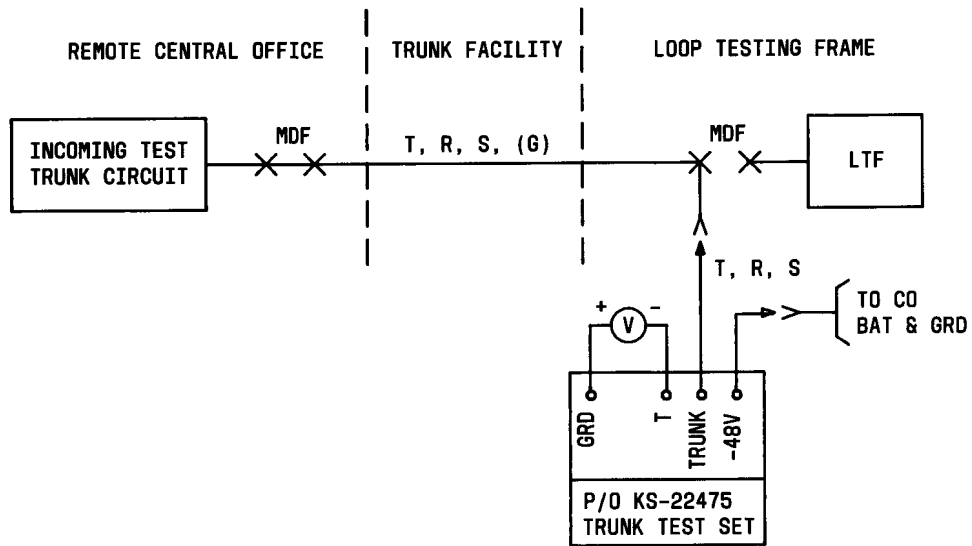 REMOTE CENTRAL OFFICE
TRUNK FACILITY
LOOP TESTING FRAME
INCOMING TEST
TRUNK CIRCUIT
MDF
T, R, S, (G)
MDF
LTF
T, R, S
TO CO
BAT & GRD
+
V
-
GRD
T
TRUNK
-48V
P/O KS-22475
TRUNK TEST SET